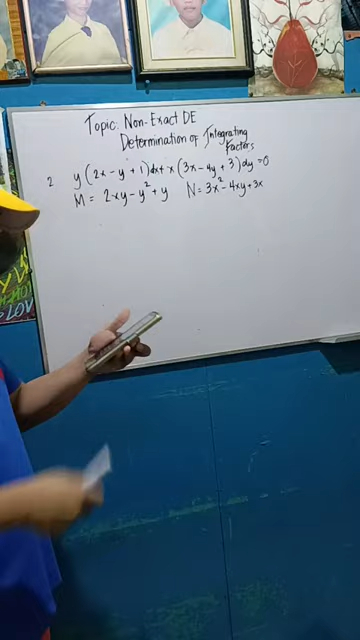 Topic: Non-Exact DE
Determination of Integrating
Factors
2 y(2x - y + 1)dx + x(3x - 4y + 3)dy = 0
M = 2xy - y² + y N = 3x² - 4xy + 3x